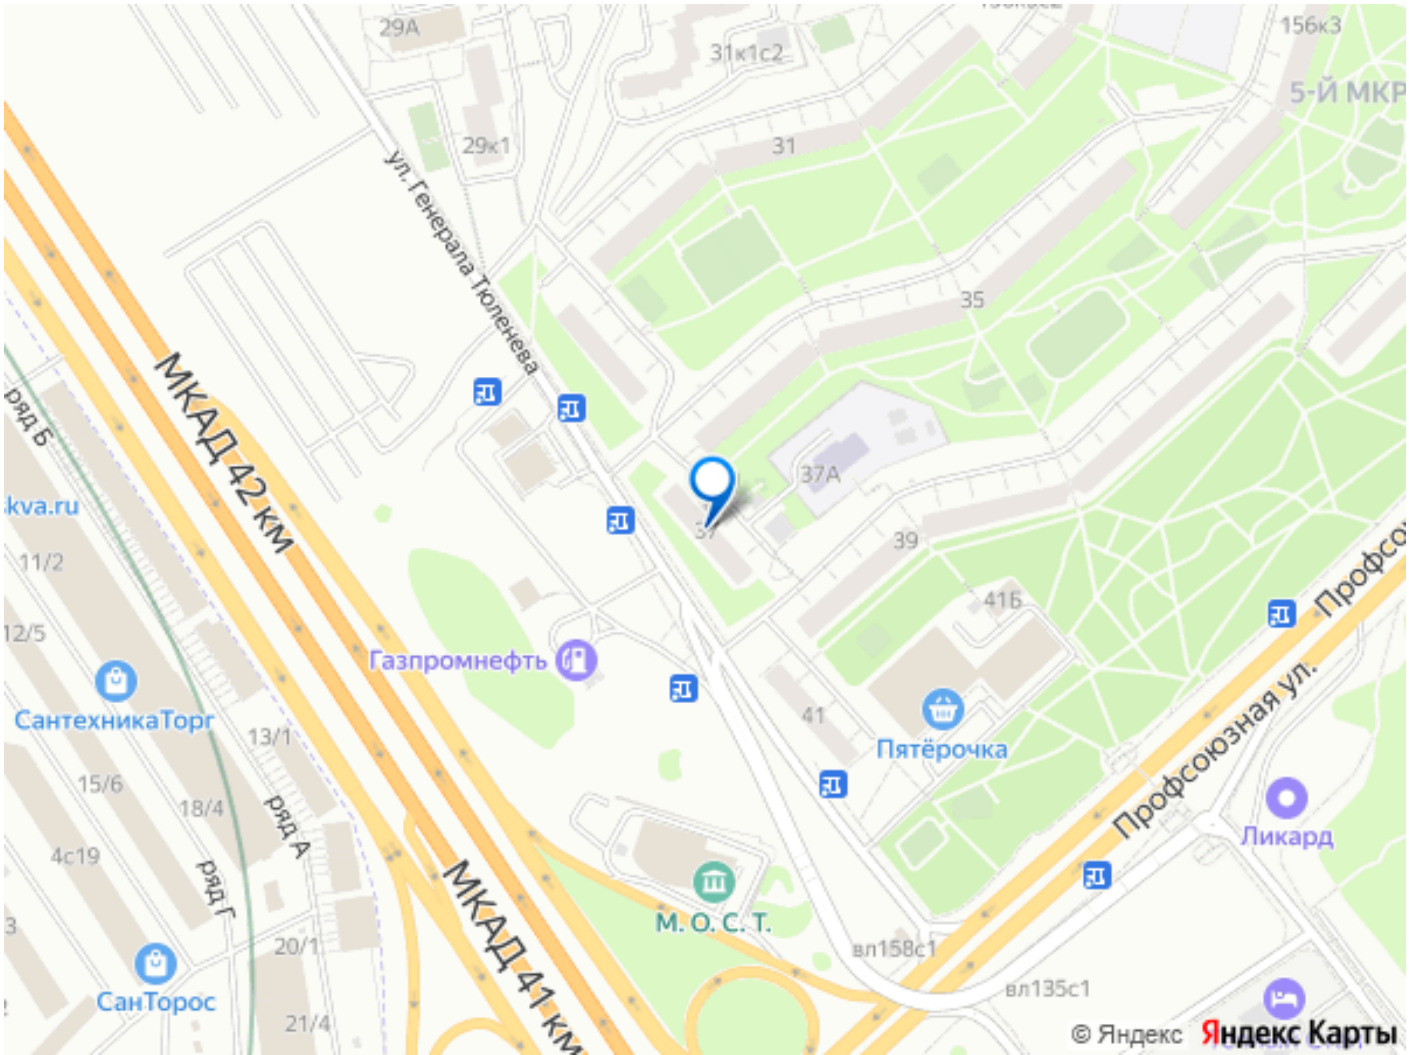 29А
31к1с2
156к3
5-Й МКР
29к1
31
ул. Генерала Тюленева
35
МКАД 42 км
ряд Б
skva.ru
37А
37
39
11/2
41Б
12/5
Профсоюзная ул.
Газпромнефть
СантехникаТорг
41
Пятёрочка
13/1
15/6
18/4
ряд А
Ликард
4с19
ряд Г
МКАД 41 км
М. О. С. Т.
20/1
вл158с1
СанТорос
вл135с1
21/4
© Яндекс Яндекс Карты